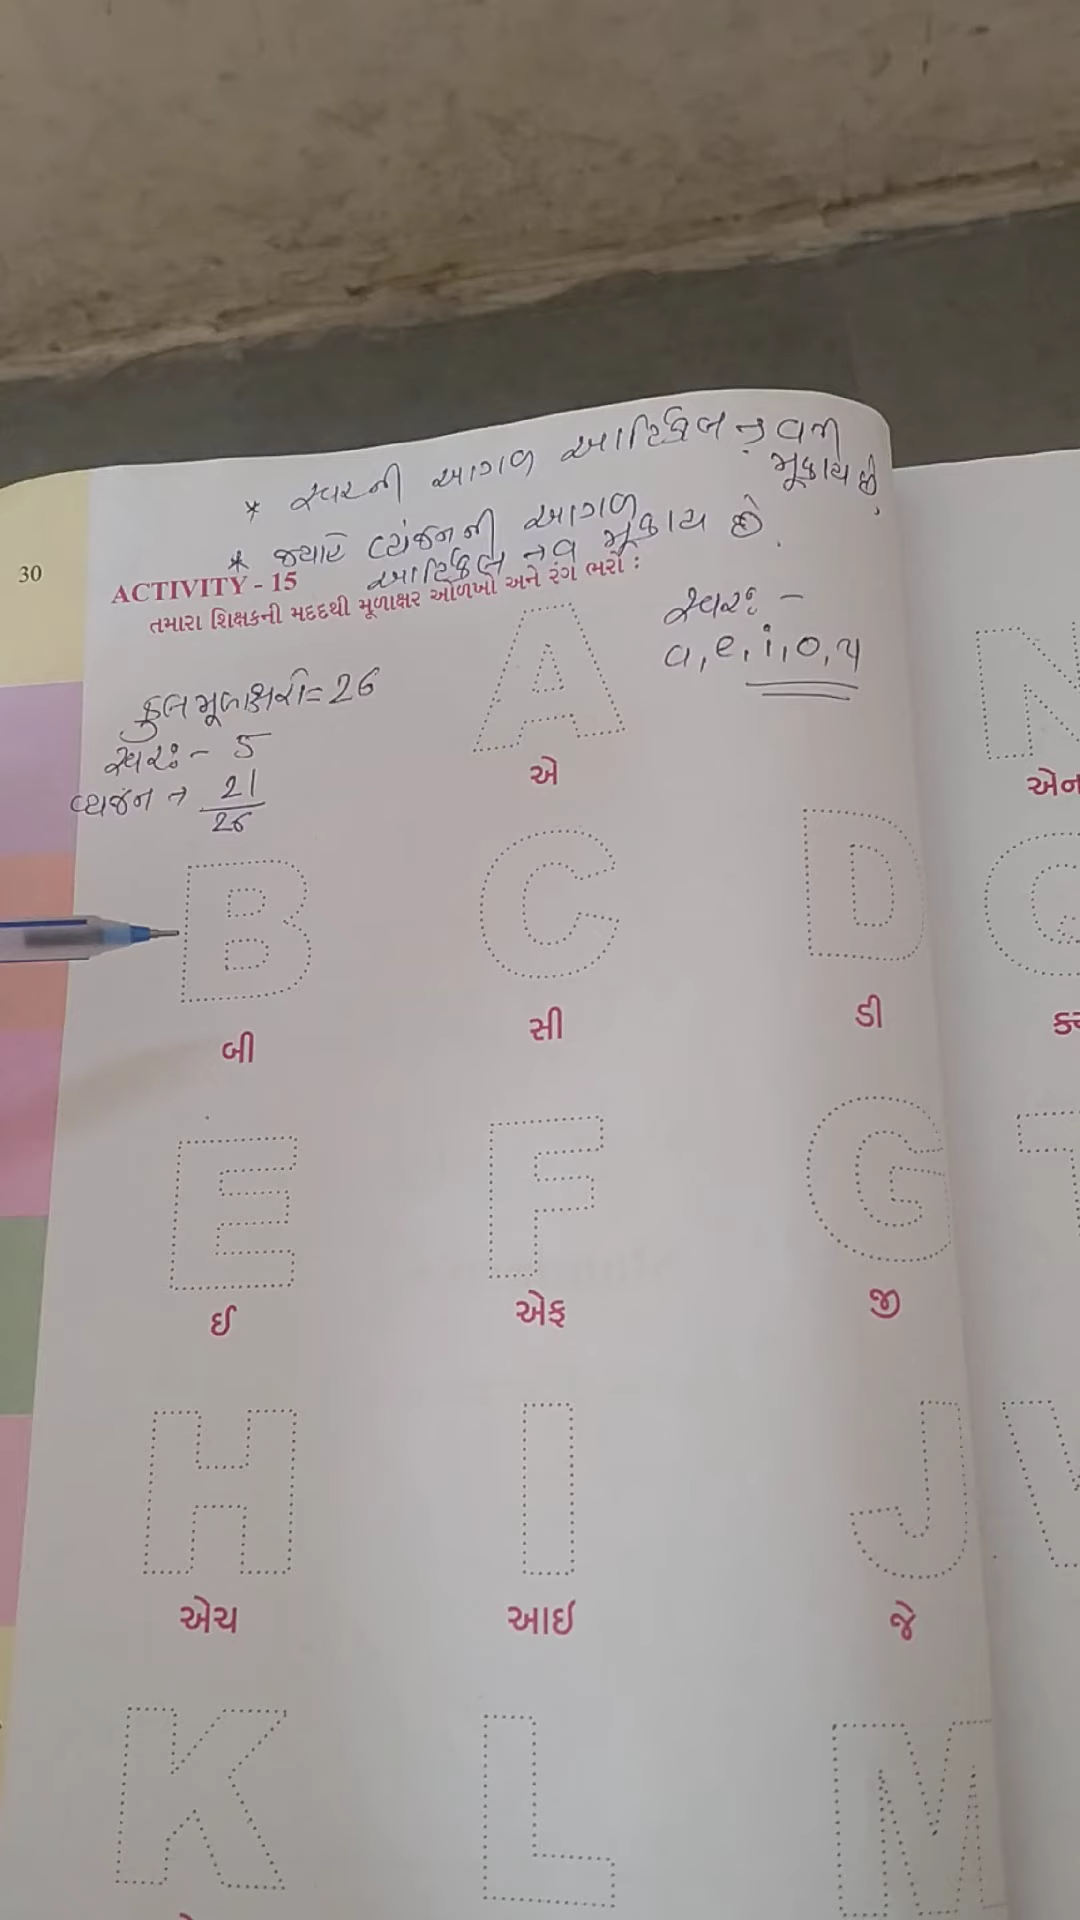 * સ્વરની આગળ આર્ટિકલ
મૂકાય છે.
* જ્યારે વ્યંજનની આગળ
આર્ટિકલ મૂકાય છે.
30
ACTIVITY - 15
તમારા શિક્ષકની મદદથી મૂળાક્ષર ઓળખો અને રંગ ભરો :
સ્વરઃ -
a, e, i, o, u
કુલ મૂળાક્ષરો = 26
સ્વરઃ - 5
વ્યંજન → 21
26
A
એ
N
એન
B
બી
C
સી
D
ડી
Q
E
ઈ
F
એફ
G
જી
T
H
એચ
I
આઈ
J
જે
K
L
M